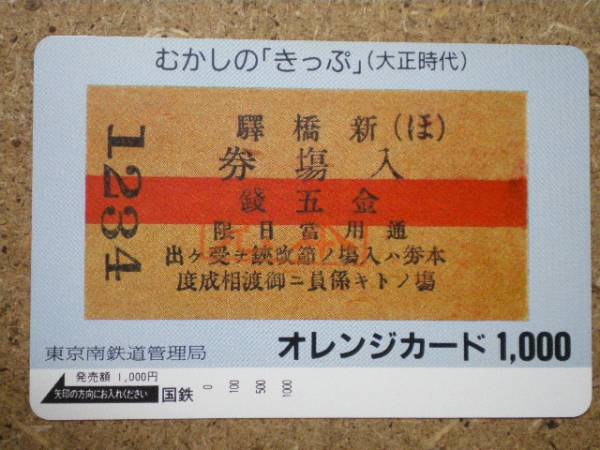 むかしの「きっぷ」(大正時代)
1284
驛橋新(ほ)
券場入
錢五金
限日當用通
出ケ受ヲ鋏改節ノ場入ハ券本
度成相渡御ニ員係キトノ場
東京南鉄道管理局
オレンジカード 1,000
発売額 1,000円
矢印の方向にお入れください
国鉄
0 100 500 1000